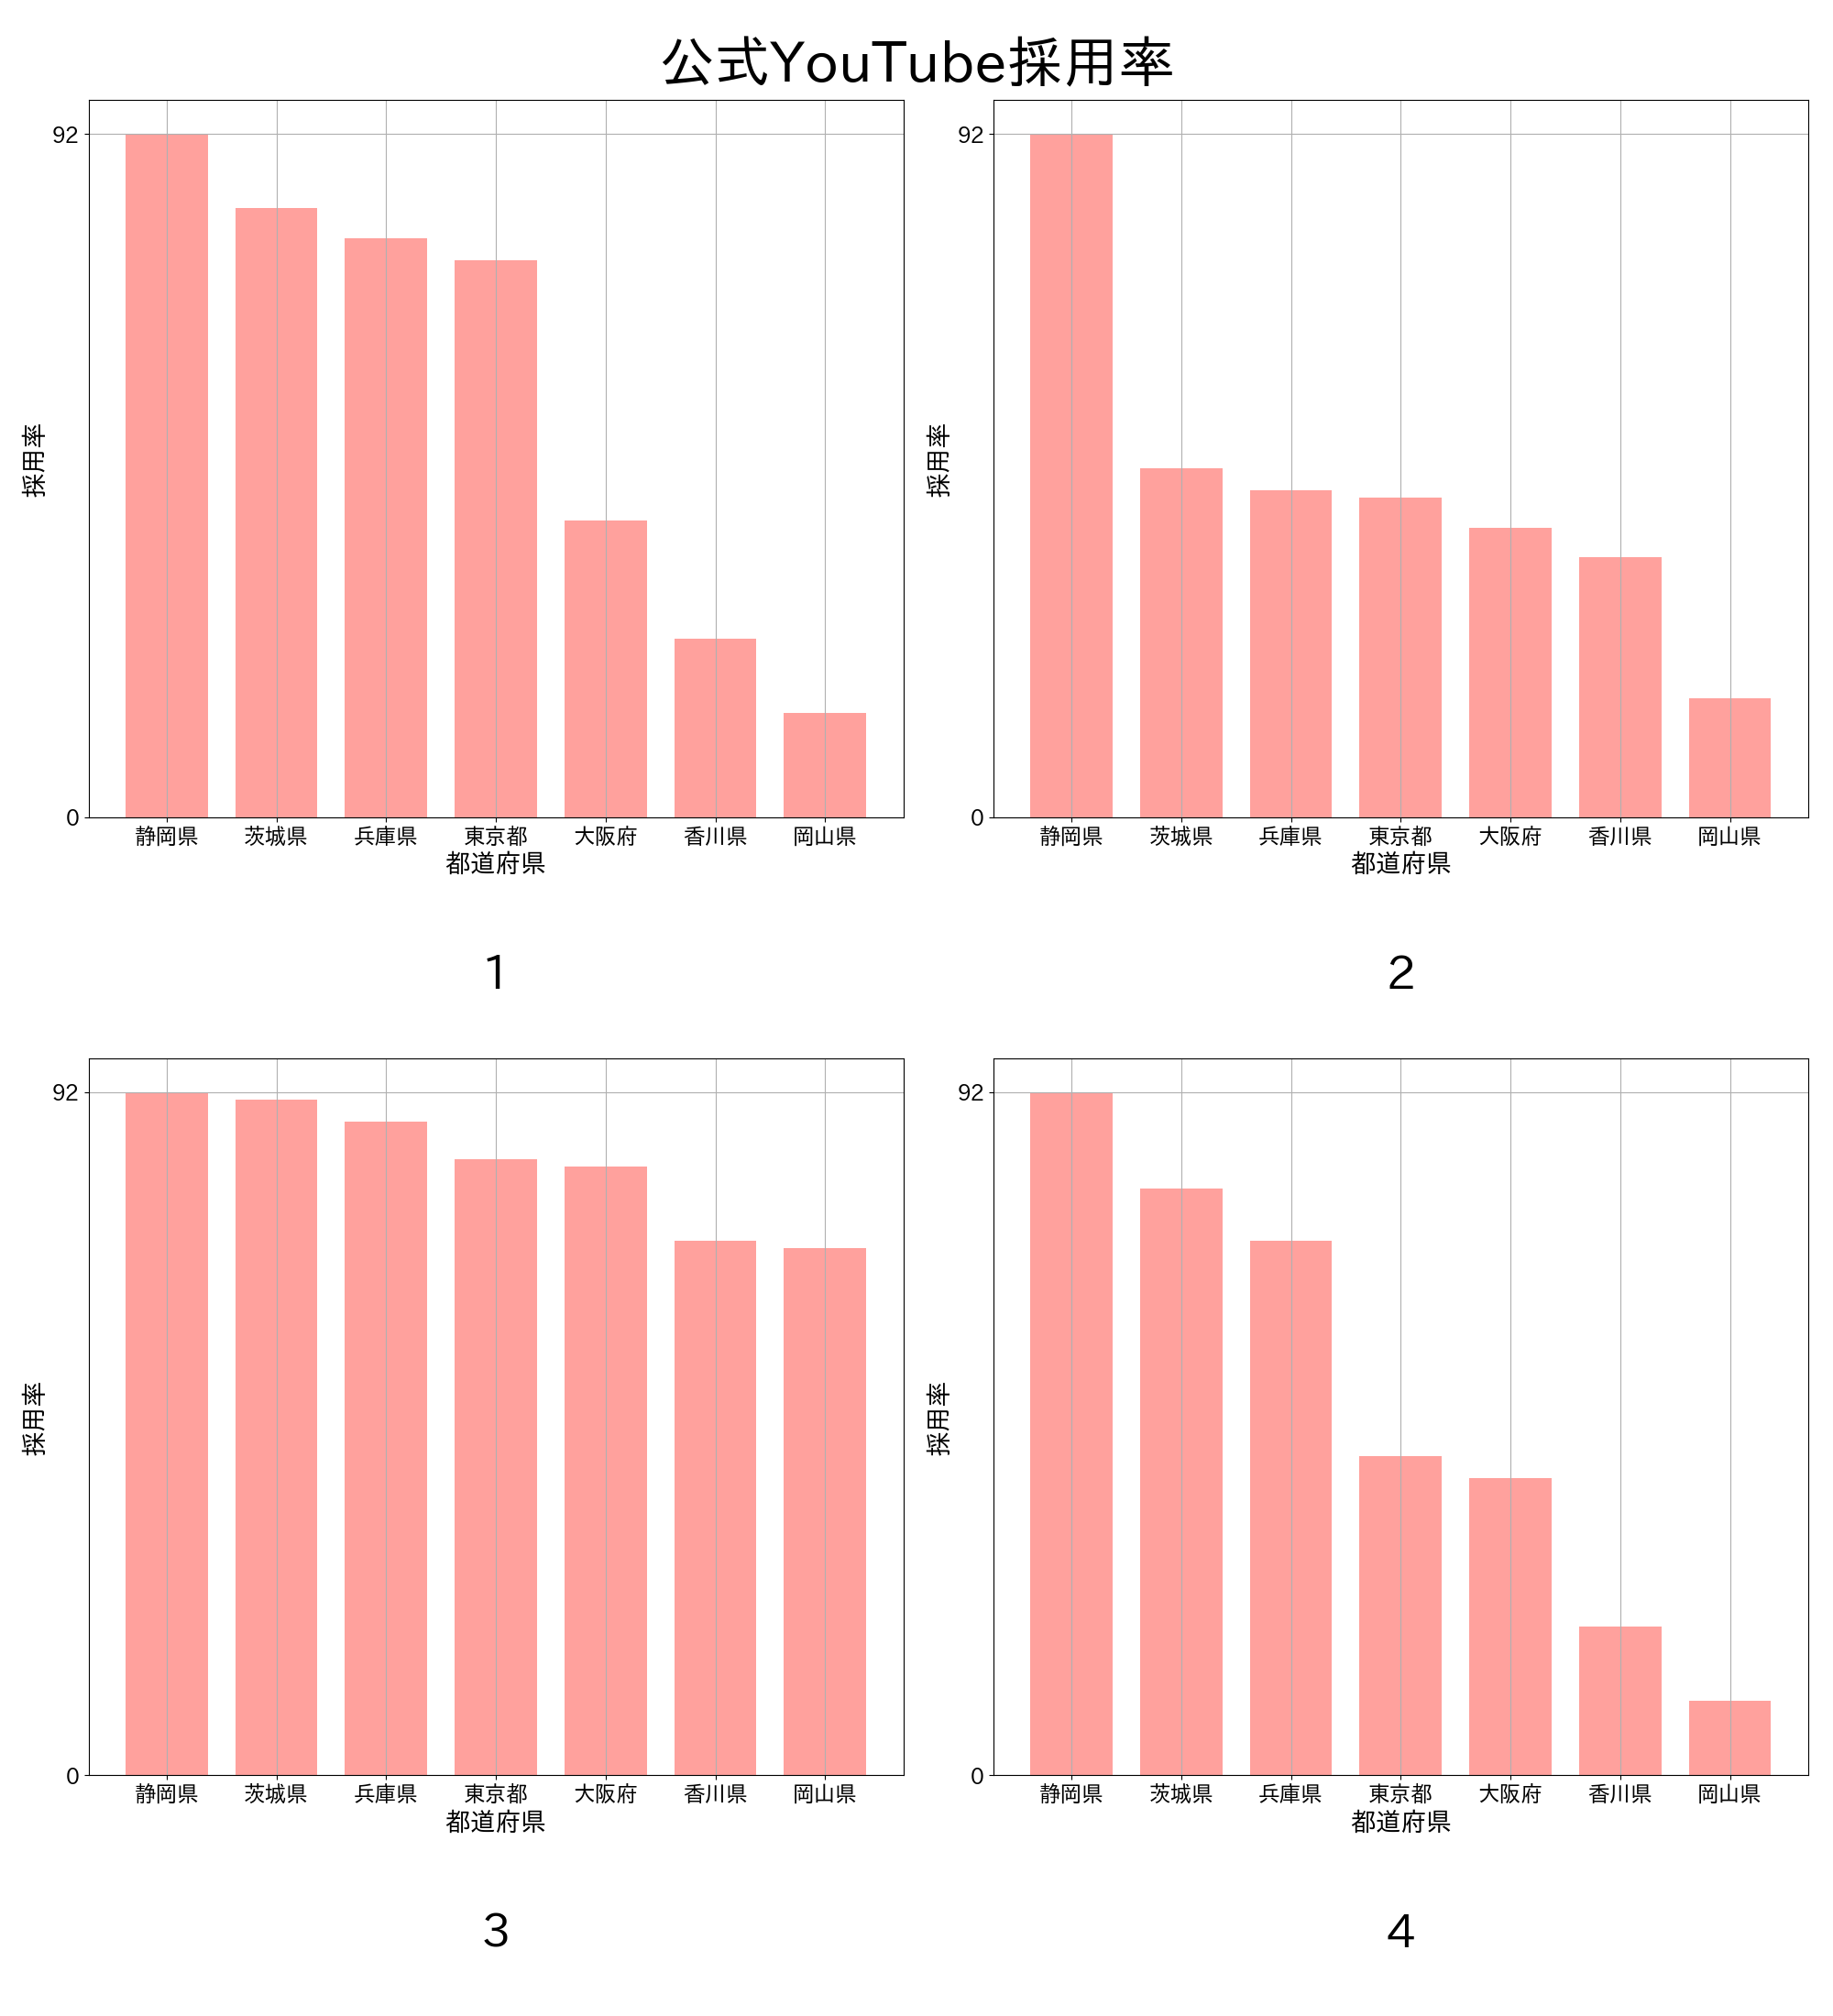 公式YouTube採用率
92
採用率
0
静岡県 茨城県 兵庫県 東京都 大阪府 香川県 岡山県
都道府県
1
92
採用率
0
静岡県 茨城県 兵庫県 東京都 大阪府 香川県 岡山県
都道府県
2
92
採用率
0
静岡県 茨城県 兵庫県 東京都 大阪府 香川県 岡山県
都道府県
3
92
採用率
0
静岡県 茨城県 兵庫県 東京都 大阪府 香川県 岡山県
都道府県
4